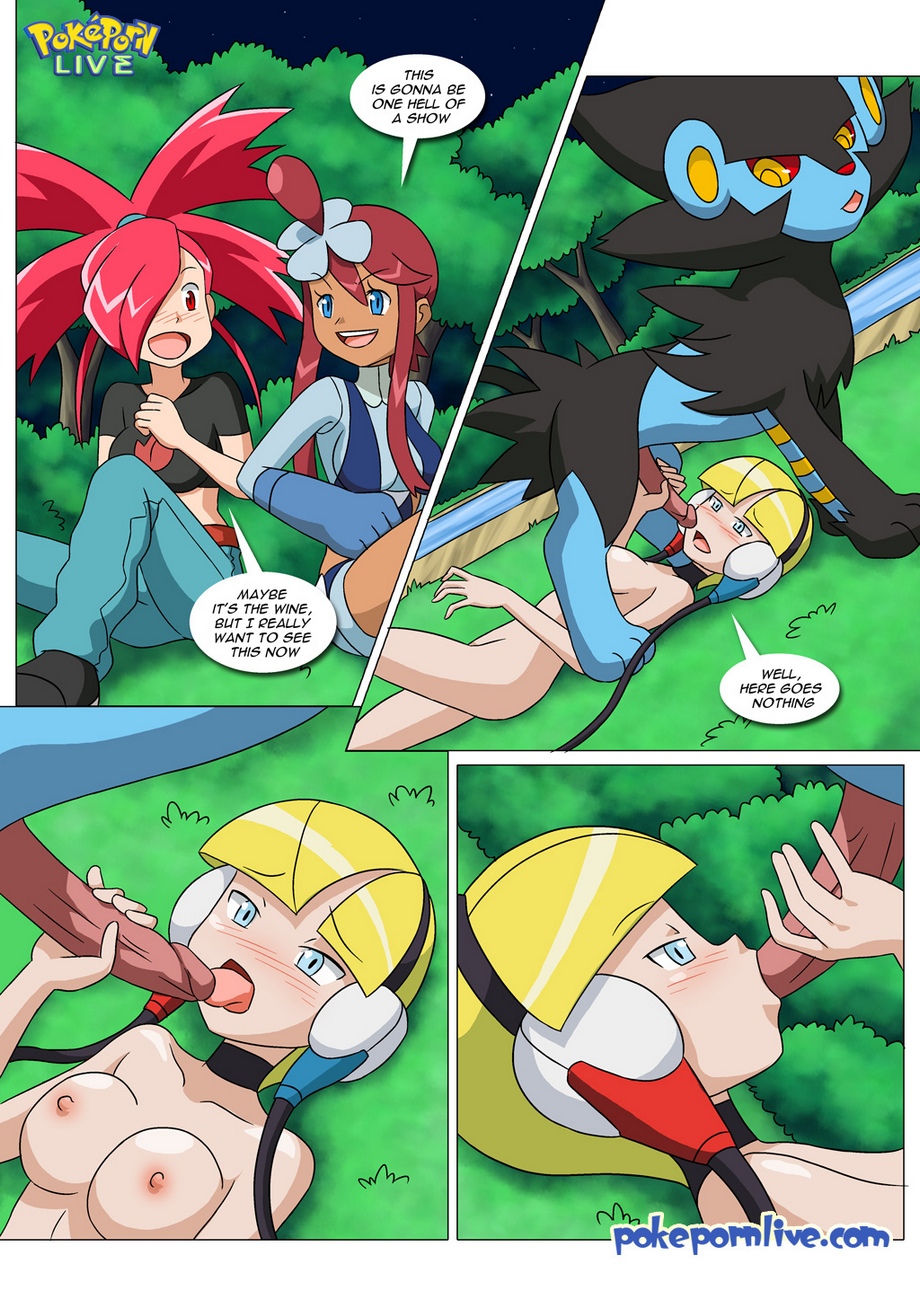 PokéPorn
LIVE
THIS
IS GONNA BE
ONE HELL OF
A SHOW
MAYBE
IT'S THE WINE,
BUT I REALLY
WANT TO SEE
THIS NOW
WELL,
HERE GOES
NOTHING
pokepornlive.com